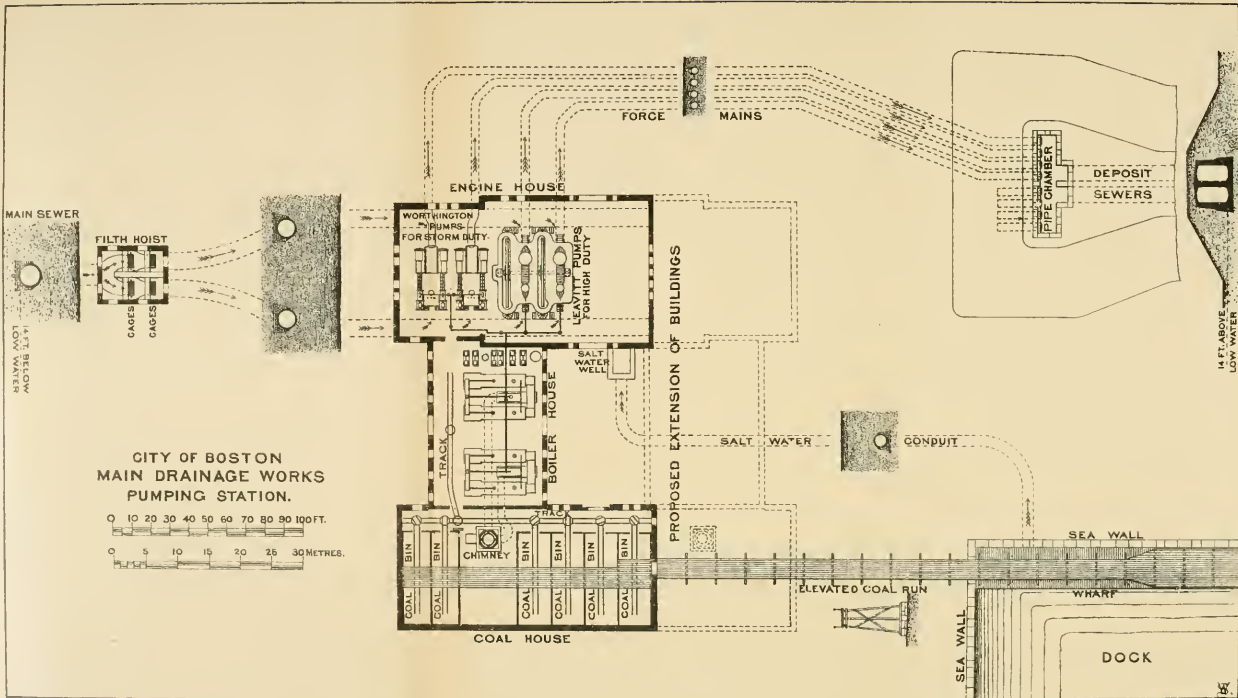 FORCE MAINS
PIPE CHAMBER
DEPOSIT
SEWERS
14 FT. ABOVE
LOW WATER
ENGINE HOUSE
MAIN SEWER
FILTH HOIST
CAGES
CAGES
14 FT. BELOW
LOW WATER
WORTHINGTON
PUMPS
FOR STORM DUTY
LEAVITT PUMPS
FOR HIGH DUTY
SALT
WATER
WELL
PROPOSED EXTENSION OF BUILDINGS
BOILER HOUSE
TRACK
SALT WATER CONDUIT
CITY OF BOSTON
MAIN DRAINAGE WORKS
PUMPING STATION.
0 10 20 30 40 50 60 70 80 90 100 FT.
0 5 10 15 20 25 30 METRES.
TRACK
CHIMNEY
COAL BIN
COAL BIN
COAL BIN
COAL BIN
COAL BIN
COAL BIN
COAL HOUSE
ELEVATED COAL RUN
SEA WALL
WHARF
SEA WALL
DOCK